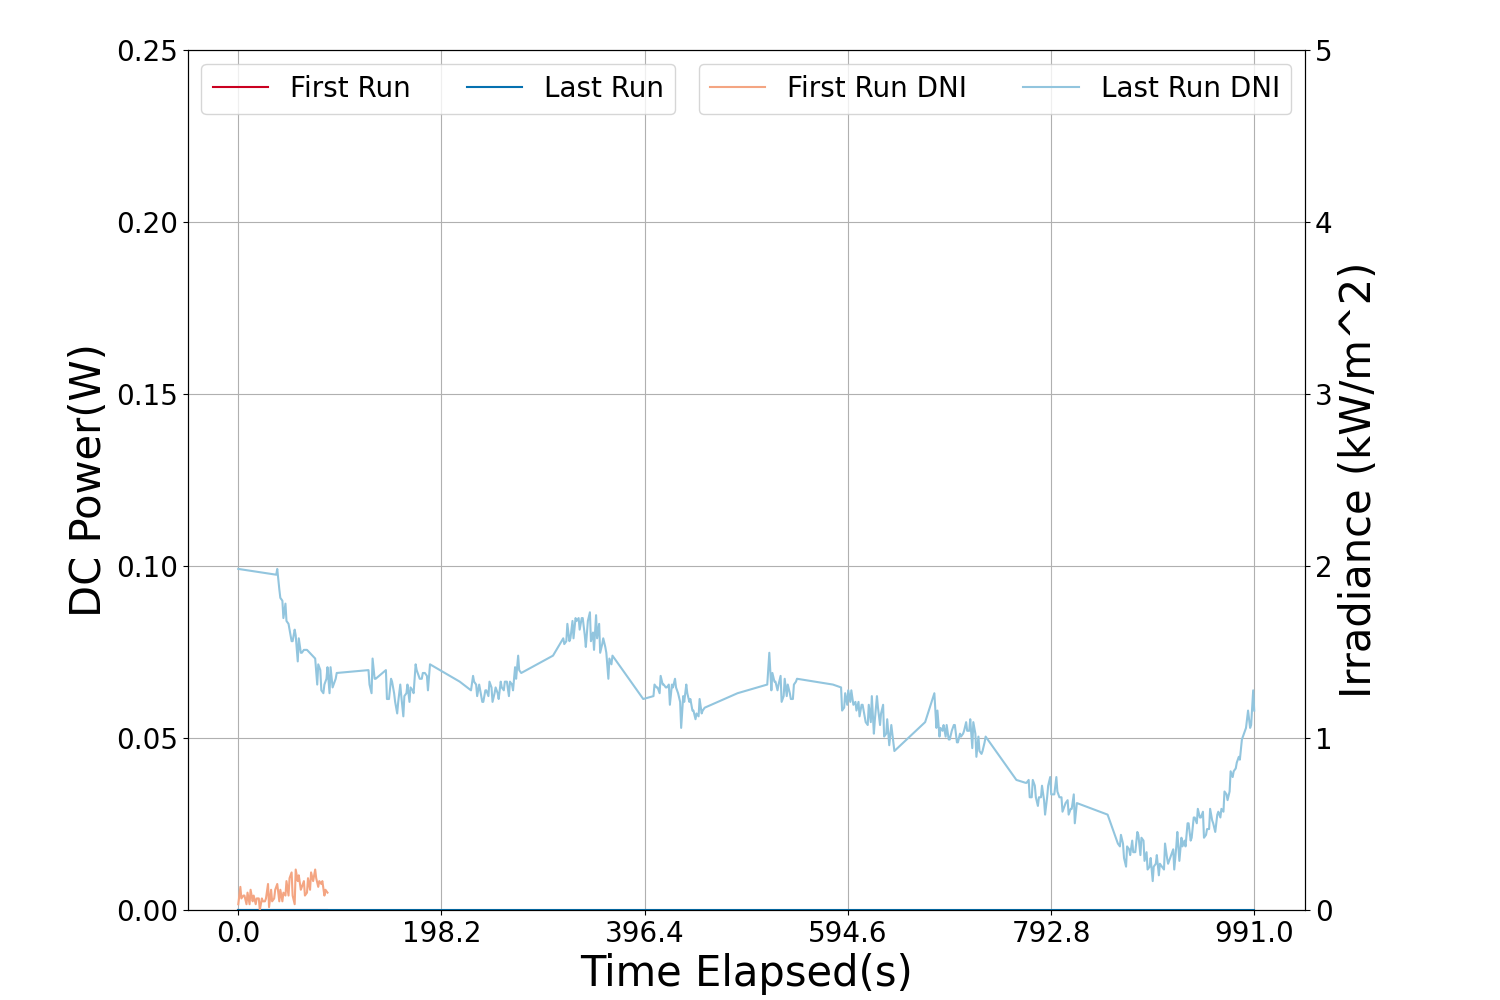 First Run
Last Run
First Run DNI
Last Run DNI
0.25
0.20
0.15
0.10
0.05
0.00
DC Power(W)
5
4
3
2
1
0
Irradiance (kW/m^2)
0.0
198.2
396.4
594.6
792.8
991.0
Time Elapsed(s)